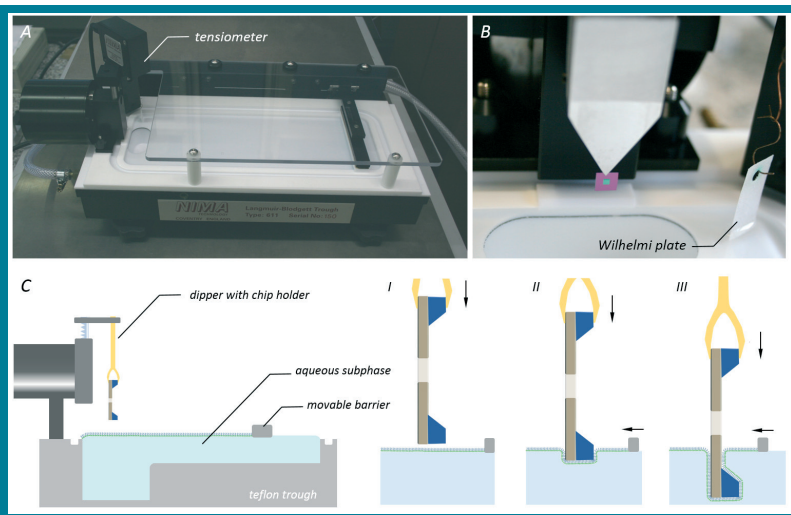 A
tensiometer
NIMA
Langmuir-Blodgett Trough
B
Wilhelmi plate
C
dipper with chip holder
aqueous subphase
movable barrier
teflon trough
I
II
III